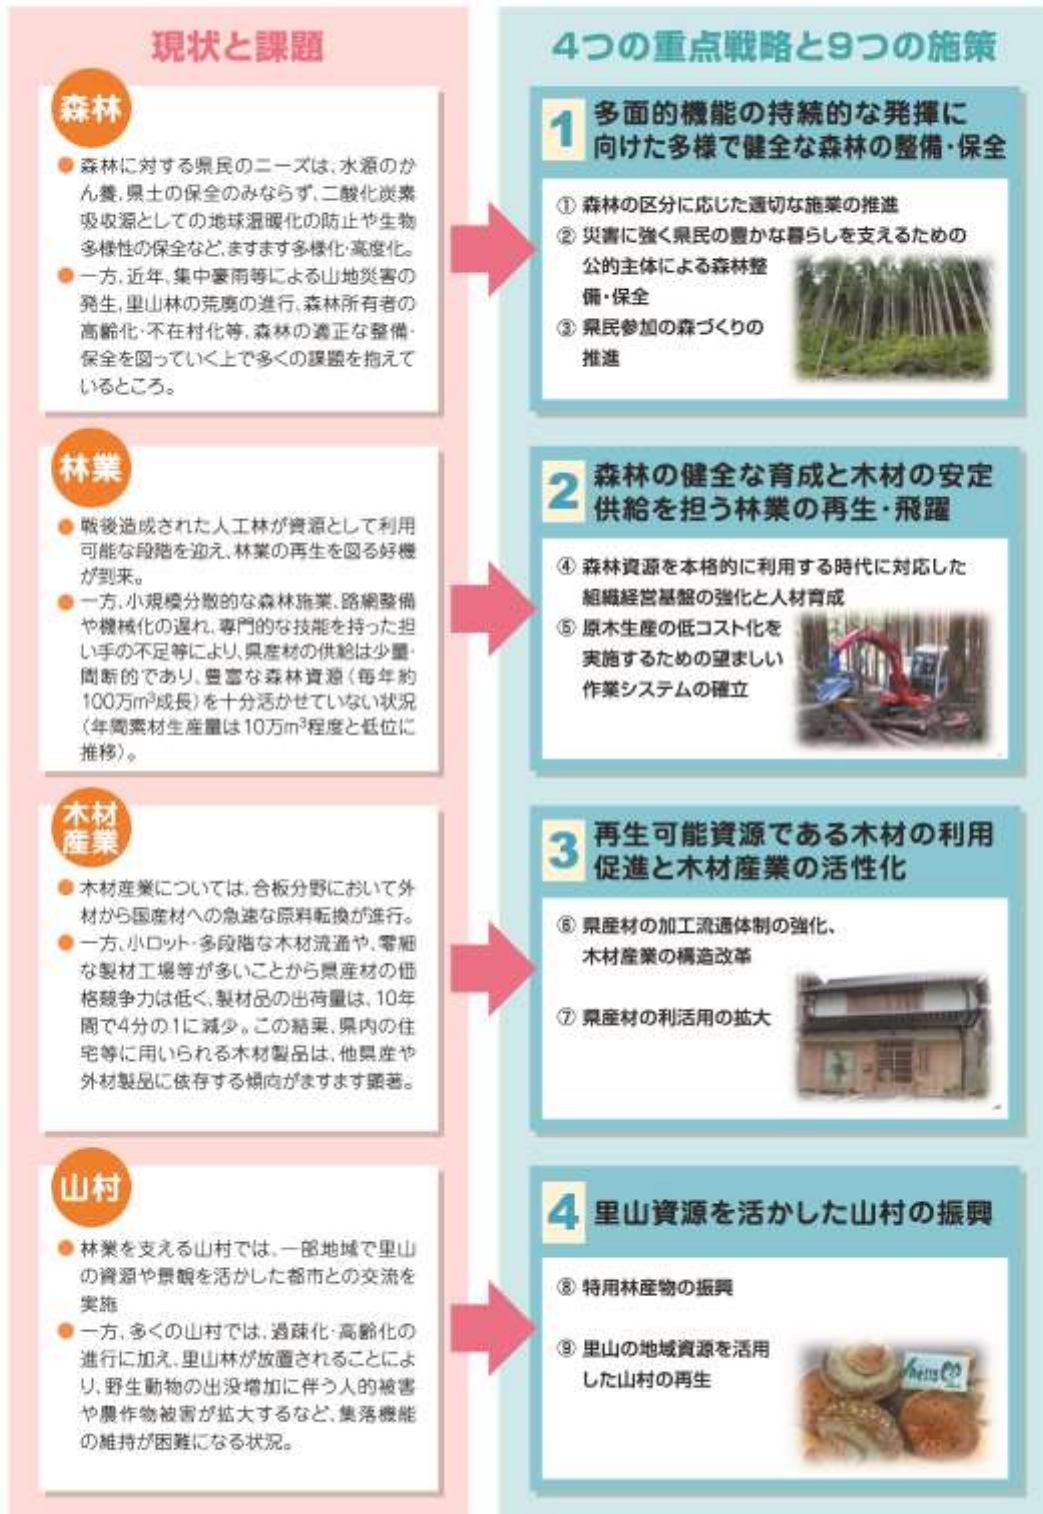 現状と課題
森林
● 森林に対する県民のニーズは、水源のか
ん養、県土の保全のみならず、二酸化炭素
吸収源としての地球温暖化の防止や生物
多様性の保全など、ますます多様化・高度化。
● 一方、近年、集中豪雨等による山地災害の
発生、里山林の荒廃の進行、森林所有者の
高齢化・不在村化等、森林の適正な整備・
保全を図っていく上で多くの課題を抱えて
いるところ。
林業
● 戦後造成された人工林が資源として利用
可能な段階を迎え、林業の再生を図る好機
が到来。
● 一方、小規模分散的な森林施業、路網整備
や機械化の遅れ、専門的な技能を持った担
い手の不足等により、県産材の供給は少量・
間断的であり、豊富な森林資源(毎年約
100万m³成長)を十分活かせていない状況
(年間素材生産量は10万m³程度と低位に
推移)。
木材
産業
● 木材産業については、合板分野において外
材から国産材への急速な原料転換が進行。
● 一方、小ロット・多段階な木材流通や、零細
な製材工場等が多いことから県産材の価
格競争力は低く、製材品の出荷量は、10年
間で4分の1に減少。この結果、県内の住
宅等に用いられる木材製品は、他県産や
外材製品に依存する傾向がますます顕著。
山村
● 林業を支える山村では、一部地域で里山
の資源や景観を活かした都市との交流を
実施
● 一方、多くの山村では、過疎化・高齢化の
進行に加え、里山林が放置されることによ
り、野生動物の出没増加に伴う人的被害
や農作物被害が拡大するなど、集落機能
の維持が困難になる状況。
4つの重点戦略と9つの施策
1 多面的機能の持続的な発揮に
向けた多様で健全な森林の整備・保全
① 森林の区分に応じた適切な施業の推進
② 災害に強く県民の豊かな暮らしを支えるための
公的主体による森林整
備・保全
③ 県民参加の森づくりの
推進
2 森林の健全な育成と木材の安定
供給を担う林業の再生・飛躍
④ 森林資源を本格的に利用する時代に対応した
組織経営基盤の強化と人材育成
⑤ 原木生産の低コスト化を
実施するための望ましい
作業システムの確立
3 再生可能資源である木材の利用
促進と木材産業の活性化
⑥ 県産材の加工流通体制の強化、
木材産業の構造改革
⑦ 県産材の利活用の拡大
4 里山資源を活かした山村の振興
⑧ 特用林産物の振興
⑨ 里山の地域資源を活用
した山村の再生